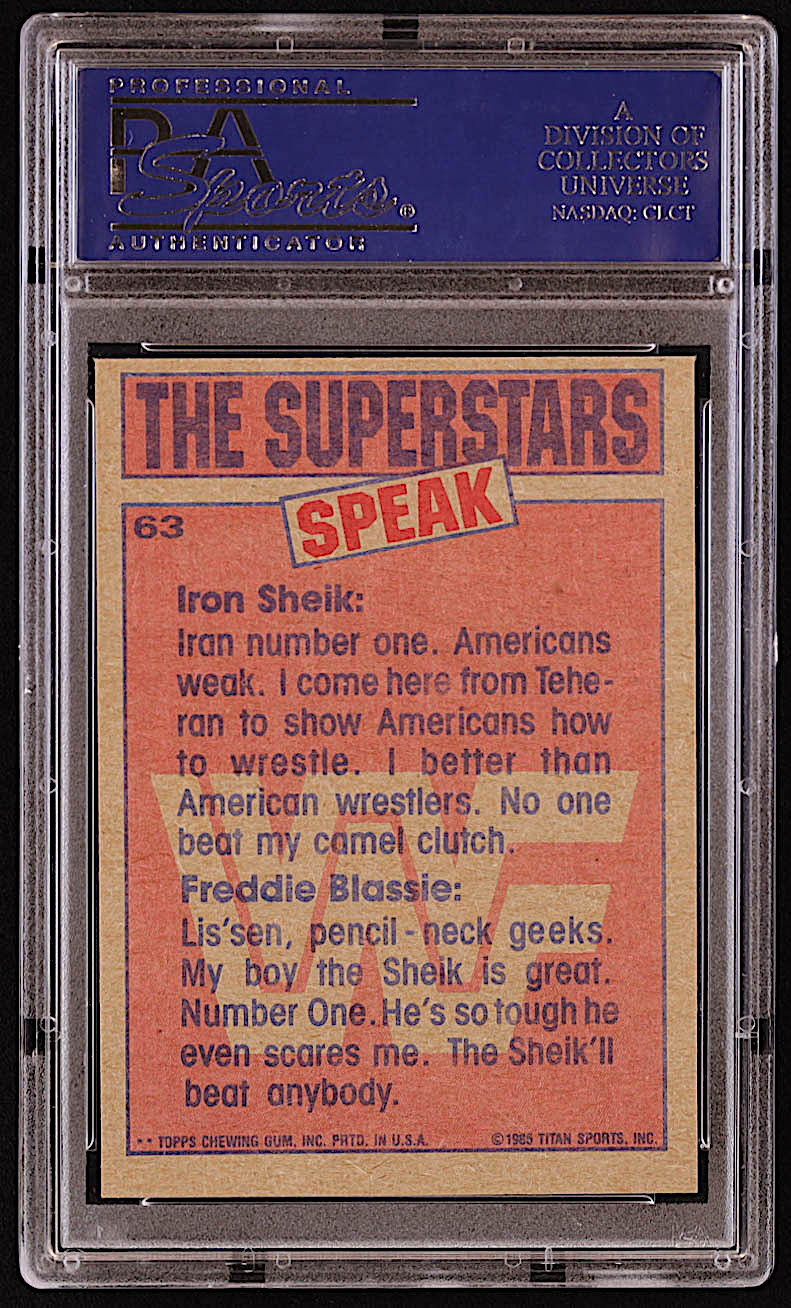 PROFESSIONAL
PSA
Sports®
AUTHENTICATOR
A
DIVISION OF
COLLECTORS
UNIVERSE
NASDAQ: CLCT
THE SUPERSTARS
SPEAK
63
Iron Sheik:
Iran number one. Americans
weak. I come here from Tehe-
ran to show Americans how
to wrestle. I better than
American wrestlers. No one
beat my camel clutch.
Freddie Blassie:
Lis'sen, pencil-neck geeks.
My boy the Sheik is great.
Number One. He's so tough he
even scares me. The Sheik'll
beat anybody.
** TOPPS CHEWING GUM, INC. PRTD. IN U.S.A. ©1985 TITAN SPORTS, INC.
WF